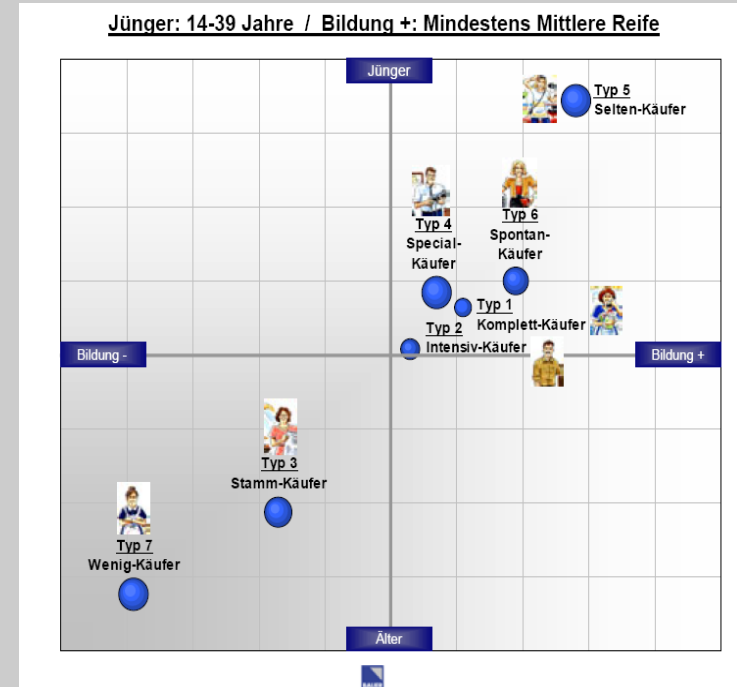 Jünger: 14-39 Jahre / Bildung +: Mindestens Mittlere Reife
Jünger
Typ 5
Selten-Käufer
Typ 4
Special-
Käufer
Typ 6
Spontan-
Käufer
Typ 1
Komplett-Käufer
Typ 2
Intensiv-Käufer
Bildung -
Bildung +
Typ 3
Stamm-Käufer
Typ 7
Wenig-Käufer
Älter